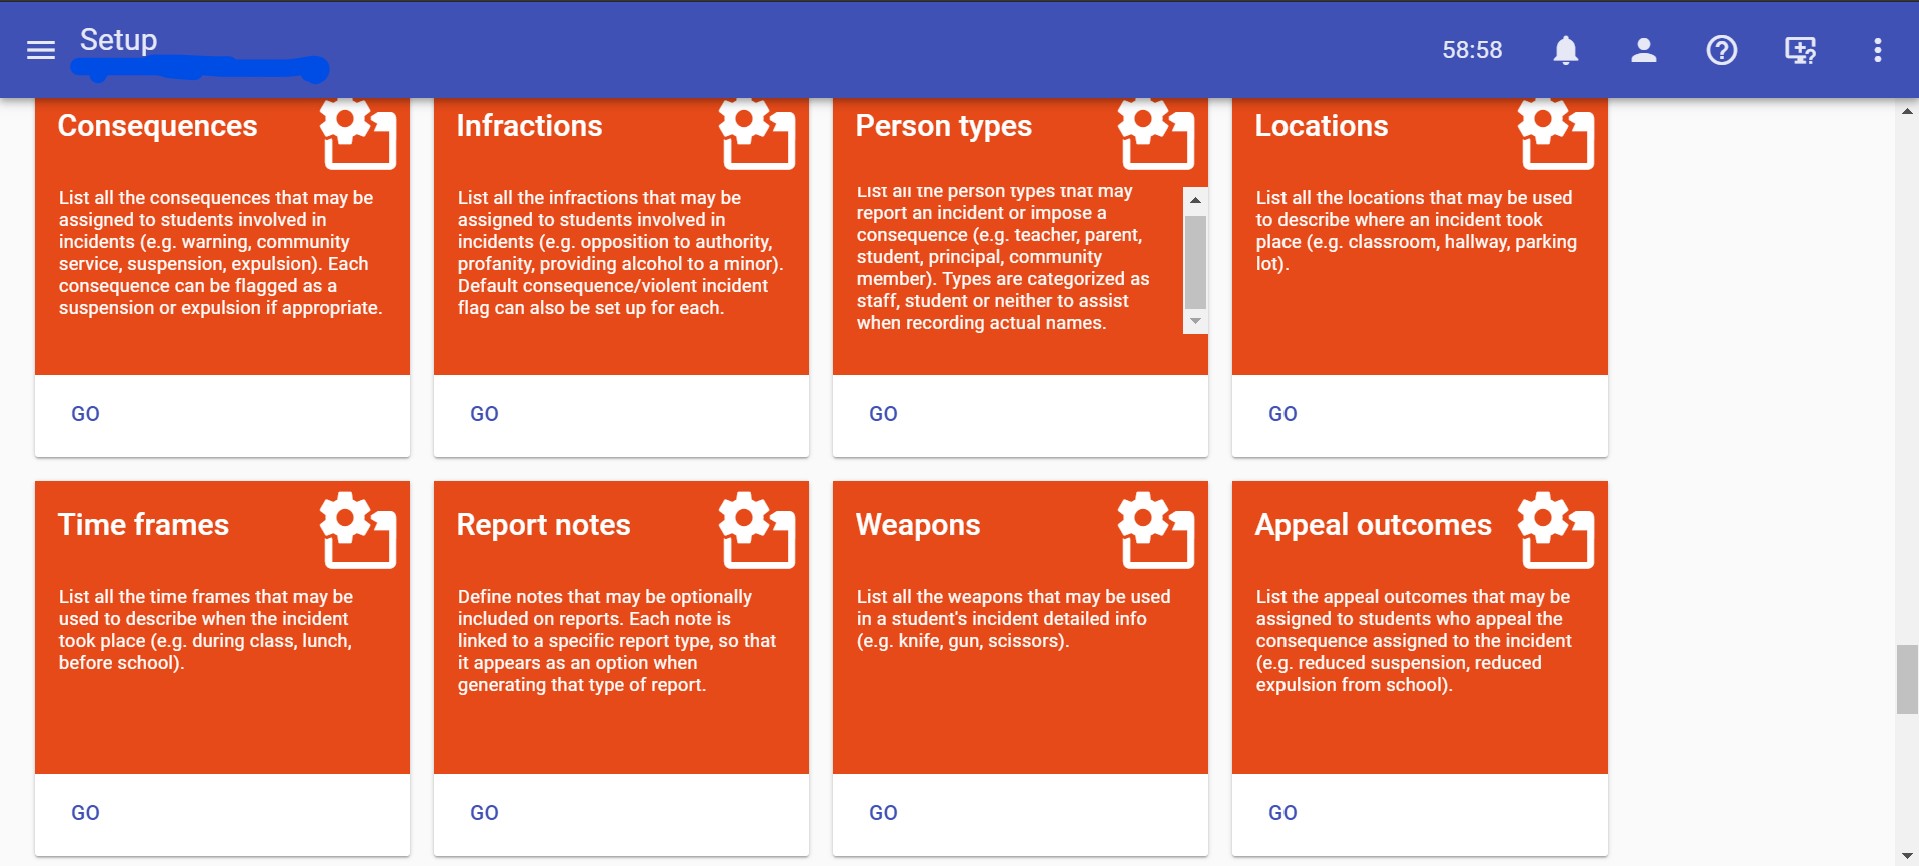 Setup
58:58
Consequences
List all the consequences that may be
assigned to students involved in
incidents (e.g. warning, community
service, suspension, expulsion). Each
consequence can be flagged as a
suspension or expulsion if appropriate.
GO
Infractions
List all the infractions that may be
assigned to students involved in
incidents (e.g. opposition to authority,
profanity, providing alcohol to a minor).
Default consequence/violent incident
flag can also be set up for each.
GO
Person types
List all the person types that may
report an incident or impose a
consequence (e.g. teacher, parent,
student, principal, community
member). Types are categorized as
staff, student or neither to assist
when recording actual names.
GO
Locations
List all the locations that may be used
to describe where an incident took
place (e.g. classroom, hallway, parking
lot).
GO
Time frames
List all the time frames that may be
used to describe when the incident
took place (e.g. during class, lunch,
before school).
GO
Report notes
Define notes that may be optionally
included on reports. Each note is
linked to a specific report type, so that
it appears as an option when
generating that type of report.
GO
Weapons
List all the weapons that may be used
in a student's incident detailed info
(e.g. knife, gun, scissors).
GO
Appeal outcomes
List the appeal outcomes that may be
assigned to students who appeal the
consequence assigned to the incident
(e.g. reduced suspension, reduced
expulsion from school).
GO